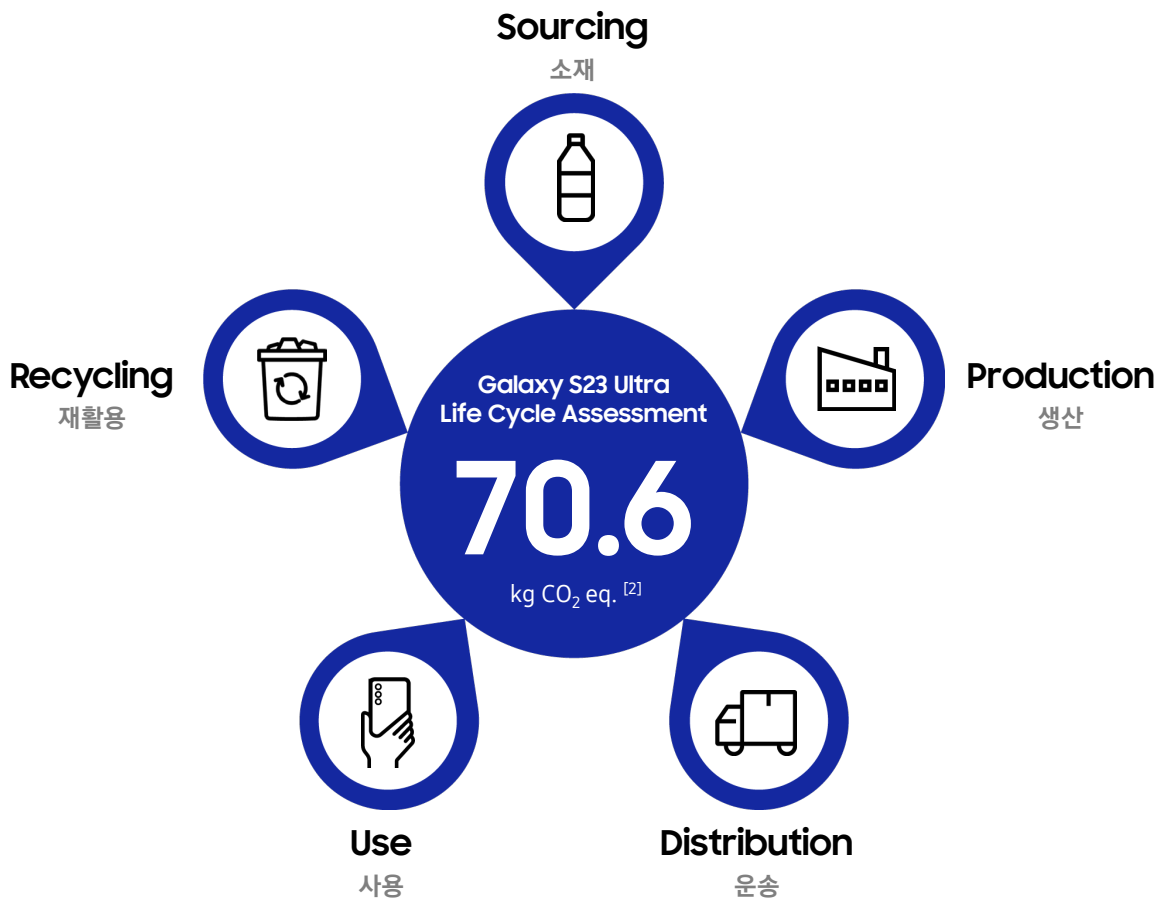 Sourcing
소재
Recycling
재활용
Galaxy S23 Ultra
Life Cycle Assessment
70.6
kg CO₂ eq. [2]
Production
생산
Use
사용
Distribution
운송